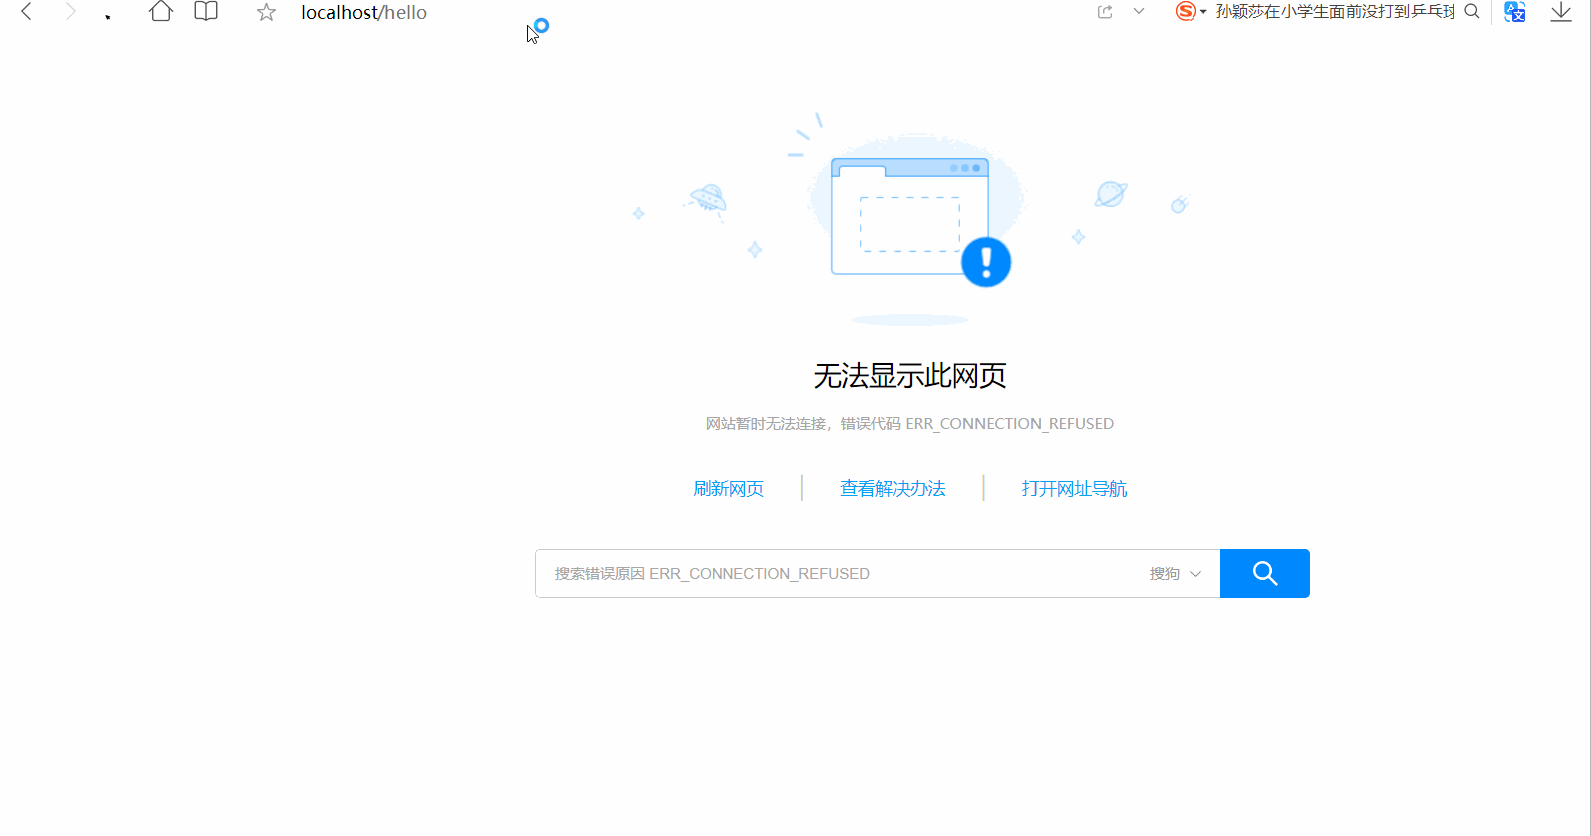 localhost/hello
孙颖莎在小学生面前没打到乒乓球
无法显示此网页
网站暂时无法连接，错误代码 ERR_CONNECTION_REFUSED
刷新网页
查看解决办法
打开网址导航
搜索错误原因 ERR_CONNECTION_REFUSED
搜狗